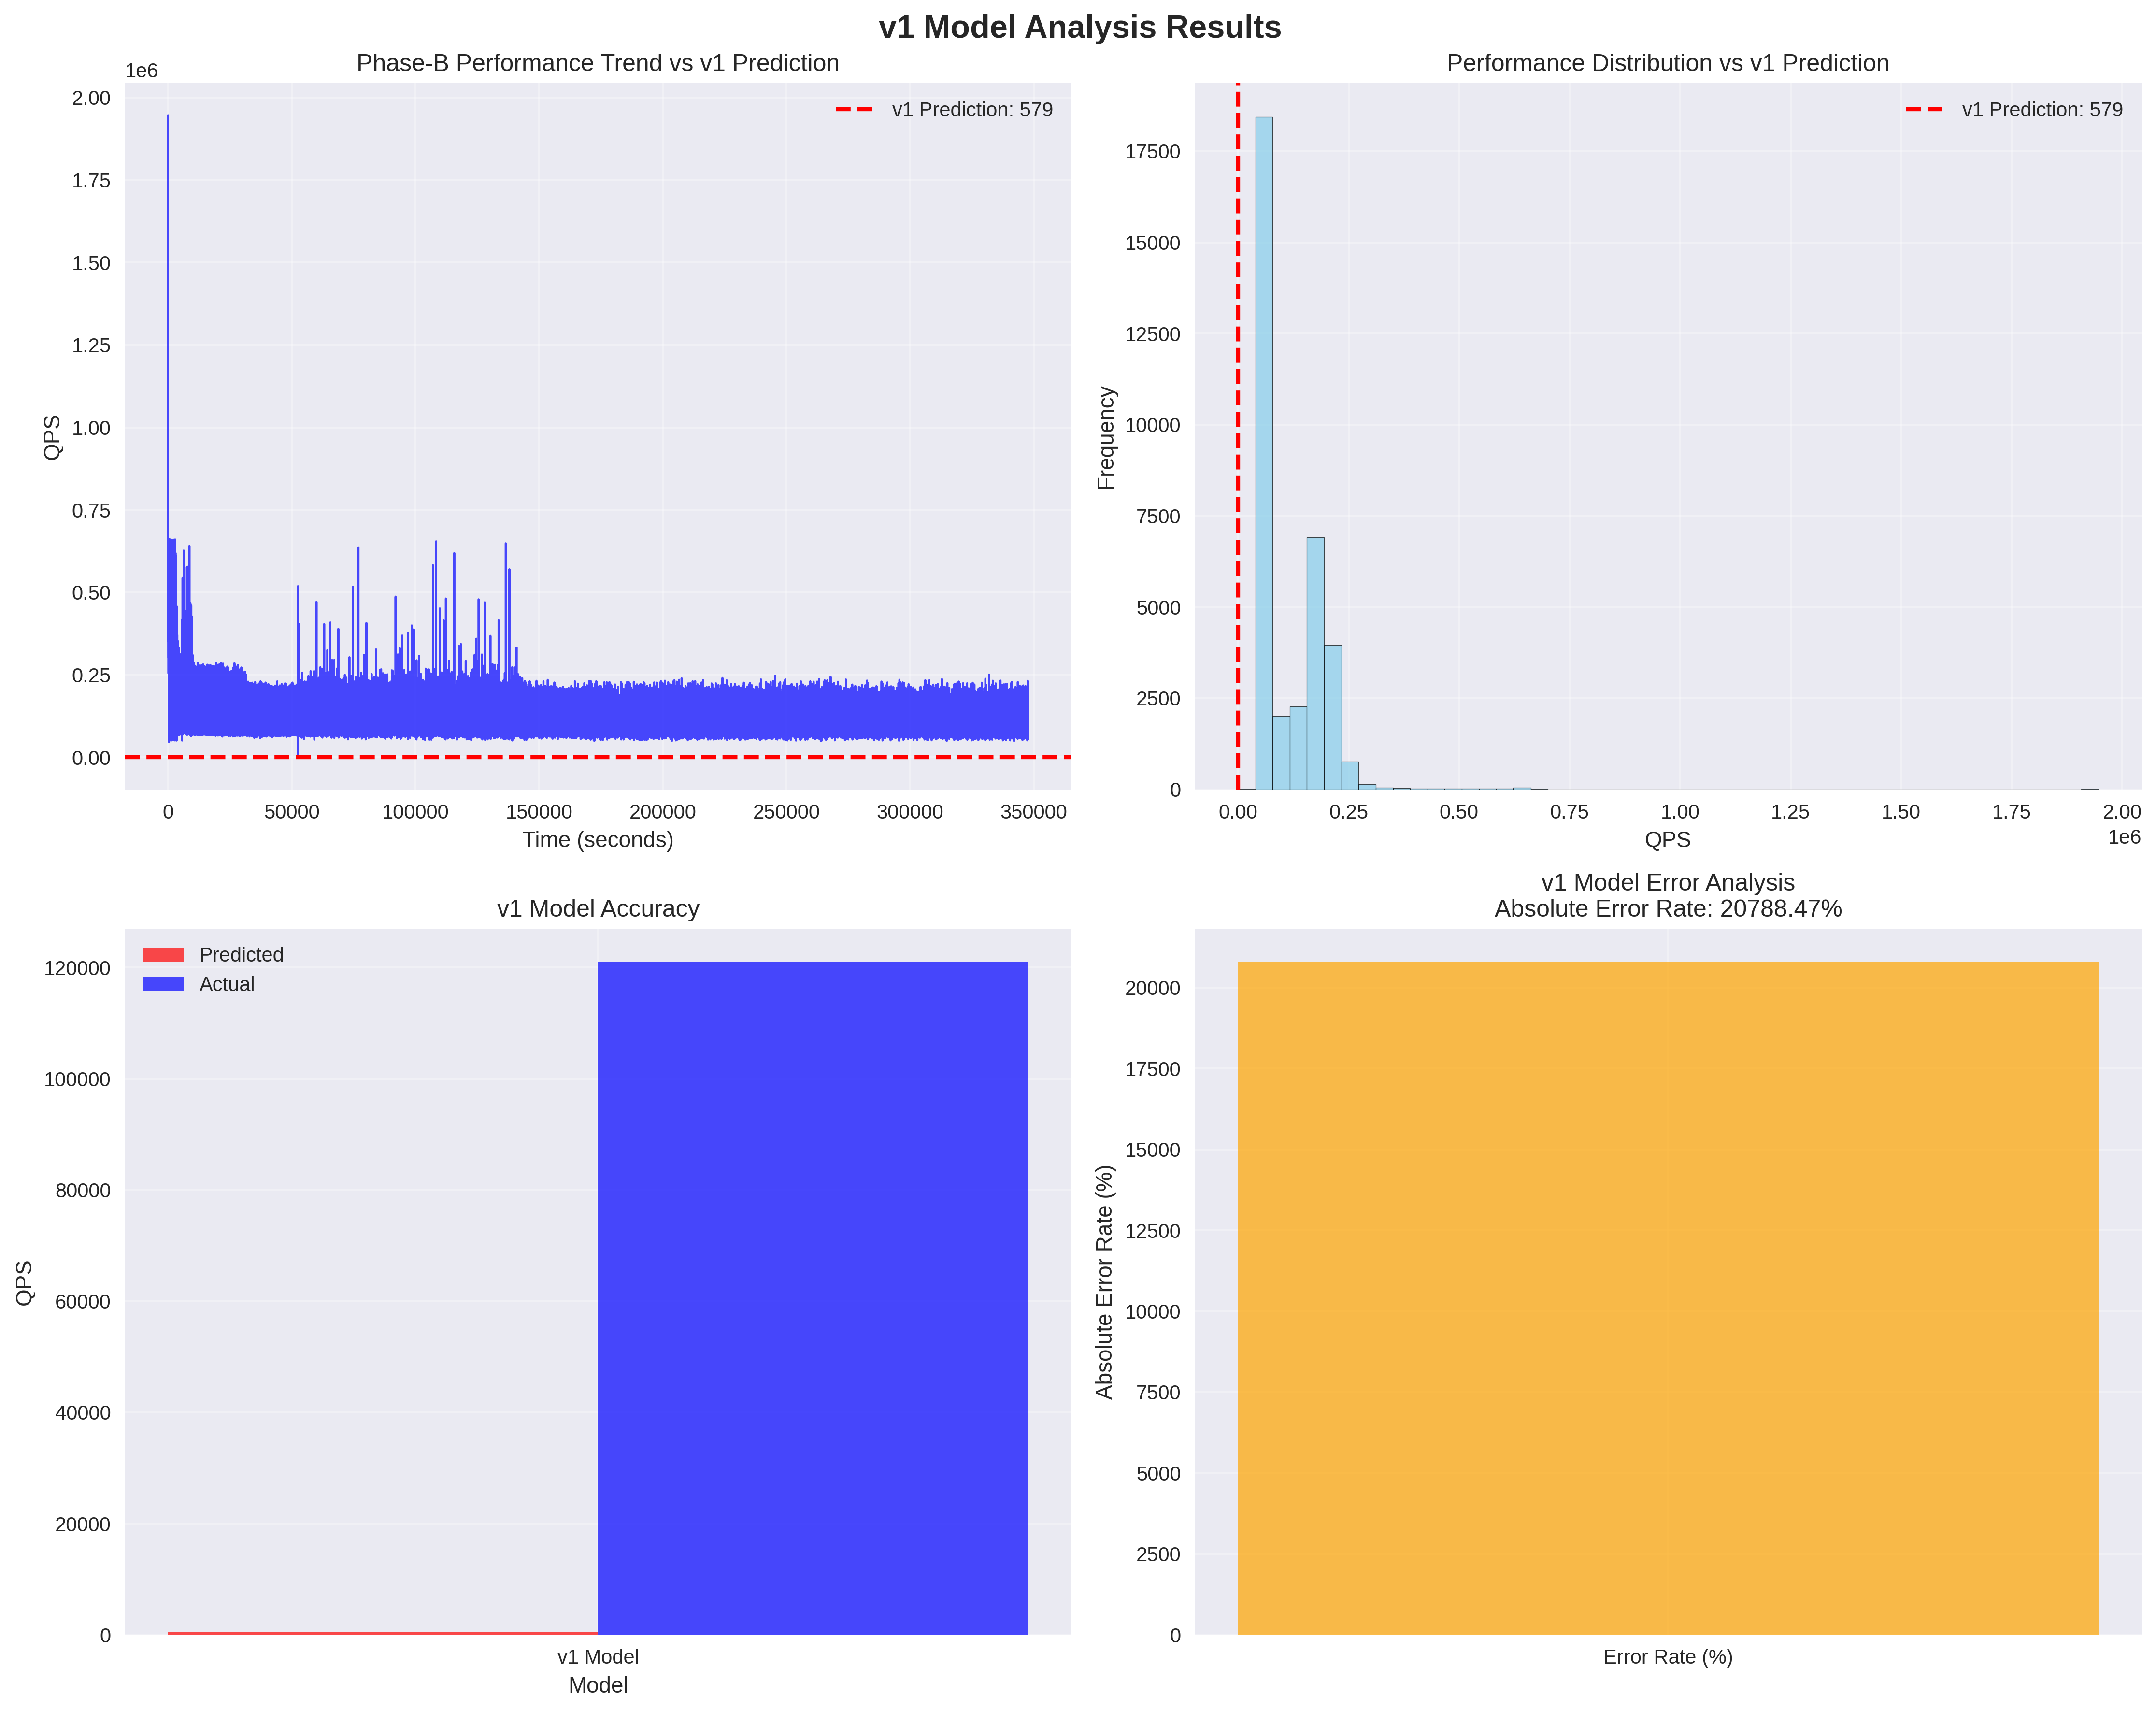 v1 Model Analysis Results
Phase-B Performance Trend vs v1 Prediction
1e6
2.00
1.75
1.50
1.25
1.00
0.75
0.50
0.25
0.00
QPS
v1 Prediction: 579
0 50000 100000 150000 200000 250000 300000 350000
Time (seconds)
Performance Distribution vs v1 Prediction
17500
15000
12500
10000
7500
5000
2500
0
Frequency
v1 Prediction: 579
0.00 0.25 0.50 0.75 1.00 1.25 1.50 1.75 2.00
1e6
QPS
v1 Model Accuracy
120000
100000
80000
60000
40000
20000
0
QPS
Predicted
Actual
v1 Model
Model
v1 Model Error Analysis
Absolute Error Rate: 20788.47%
20000
17500
15000
12500
10000
7500
5000
2500
0
Absolute Error Rate (%)
Error Rate (%)